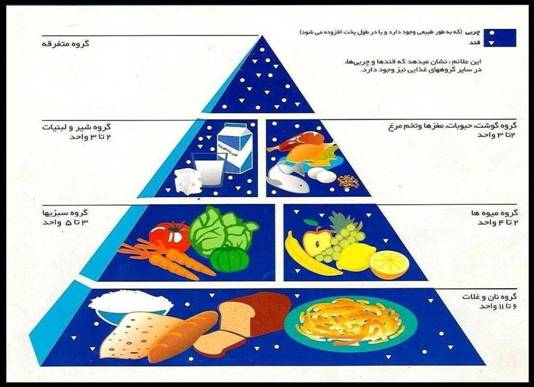 چربی (که به طور طبیعی وجود دارد و یا در طول پخت افزوده می شود)
قند
این علائم، نشان میدهد که قندها و چربی‌ها،
در سایر گروههای غذایی نیز وجود دارد.
گروه متفرقه
گروه گوشت، حبوبات، مغزها وتخم مرغ
۲تا ۳ واحد
گروه شیر و لبنیات
۲ تا ۳ واحد
گروه میوه ها
۲ تا ۴ واحد
گروه سبزیها
۳ تا ۵ واحد
گروه نان و غلات
۶ تا ۱۱ واحد